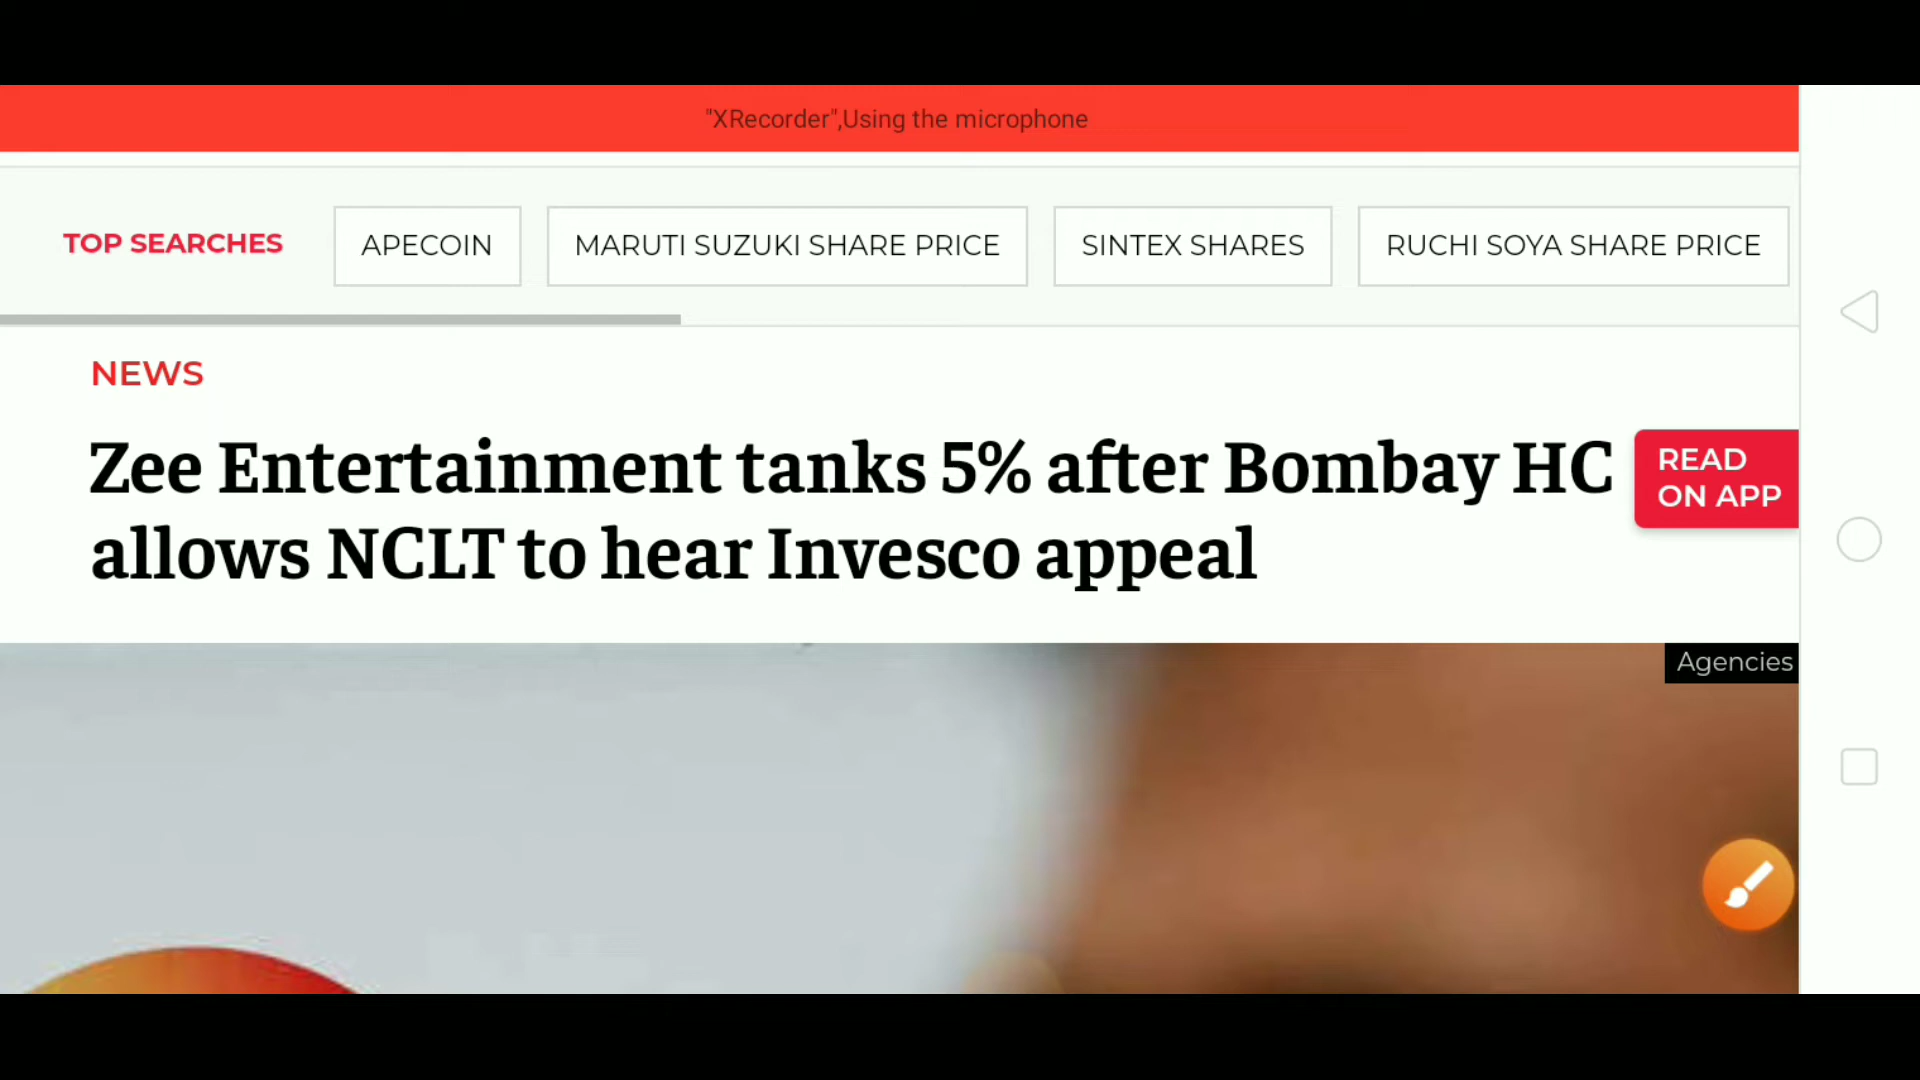 "XRecorder",Using the microphone
TOP SEARCHES
APECOIN
MARUTI SUZUKI SHARE PRICE
SINTEX SHARES
RUCHI SOYA SHARE PRICE
NEWS
Zee Entertainment tanks 5% after Bombay HC
allows NCLT to hear Invesco appeal
READ
ON APP
Agencies